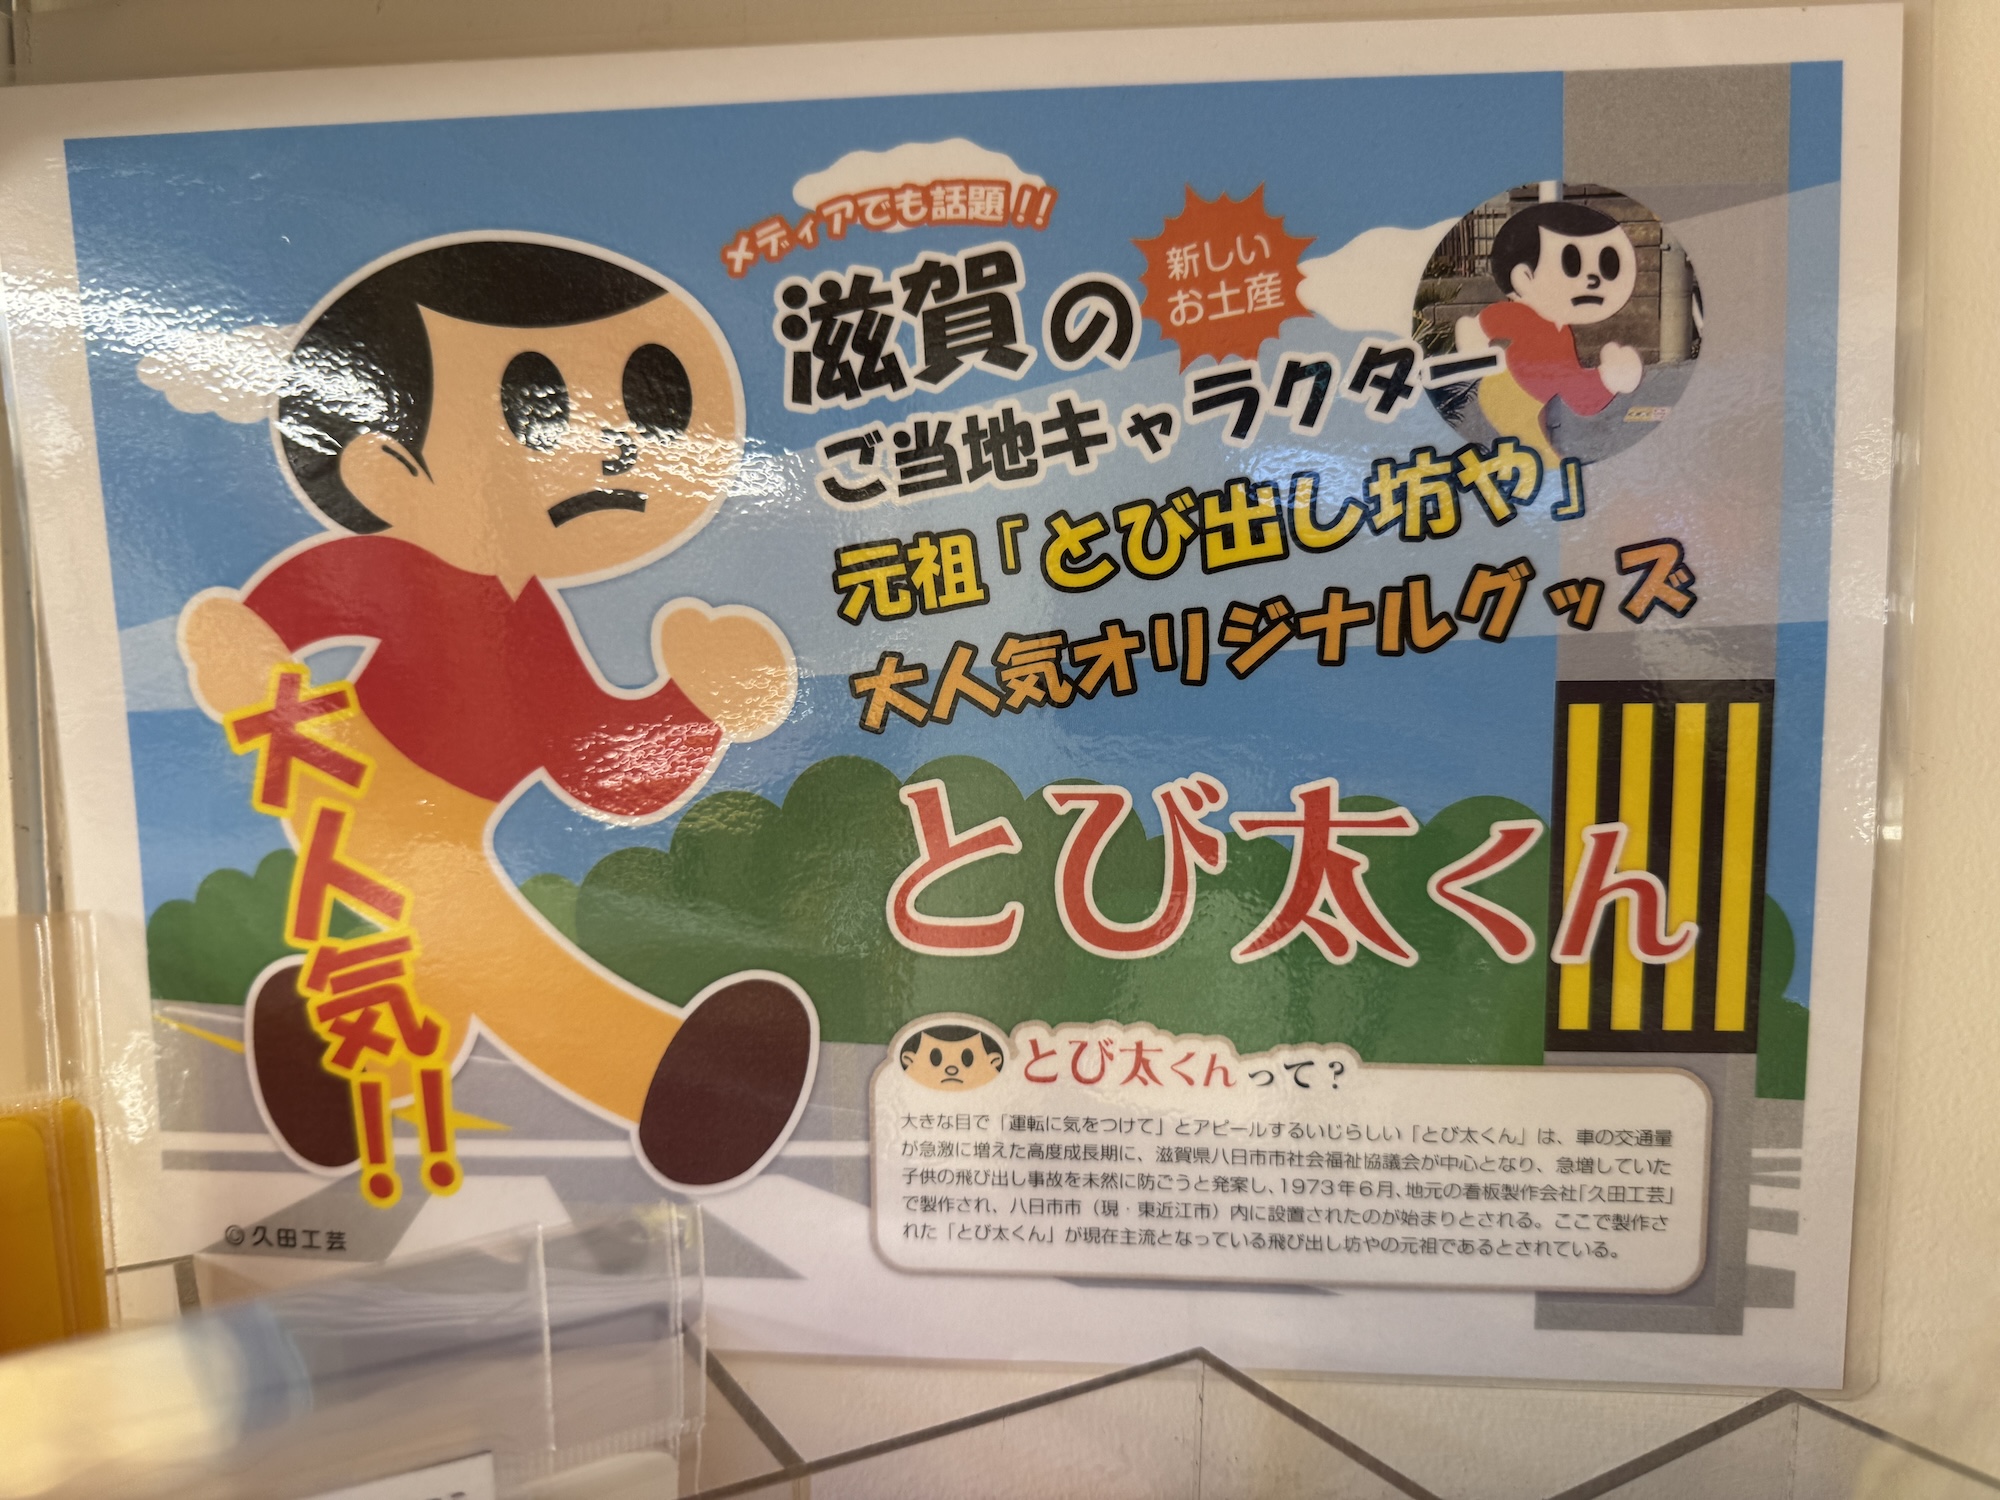 メディアでも話題!!
滋賀の
新しい
お土産
ご当地キャラクター
元祖「とび出し坊や」
大人気オリジナルグッズ
とび太くん
大人気!!
とび太くんって?
大きな目で「運転に気をつけて」とアピールするいじらしい「とび太くん」は、車の交通量
が急激に増えた高度成長期に、滋賀県八日市市社会福祉協議会が中心となり、急増していた
子供の飛び出し事故を未然に防ごうと発案し、1973年6月、地元の看板製作会社「久田工芸」
で製作され、八日市市（現・東近江市）内に設置されたのが始まりとされる。ここで製作さ
れた「とび太くん」が現在主流となっている飛び出し坊やの元祖であるとされている。
©久田工芸